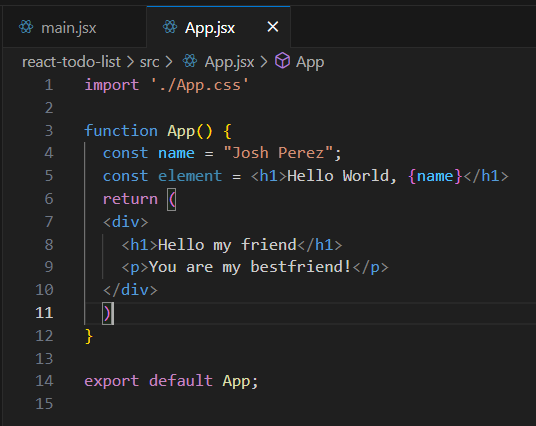 main.jsx App.jsx ×
react-todo-list > src > App.jsx > App
1 import './App.css'
2
3 function App() {
4   const name = "Josh Perez";
5   const element = <h1>Hello World, {name}</h1>
6   return (
7   <div>
8     <h1>Hello my friend</h1>
9     <p>You are my bestfriend!</p>
10   </div>
11   )
12 }
13
14 export default App;
15